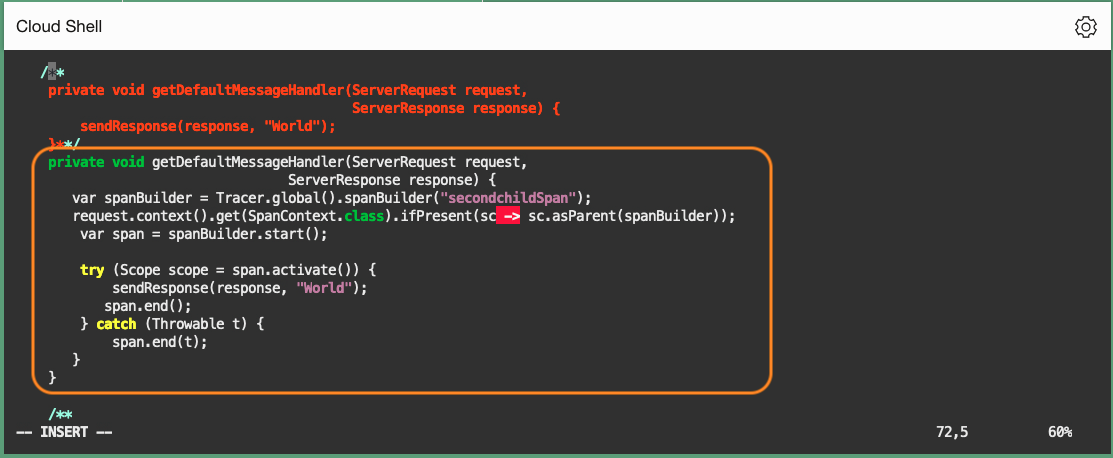 Cloud Shell
/**
private void getDefaultMessageHandler(ServerRequest request,
ServerResponse response) {
sendResponse(response, "World");
}**/
private void getDefaultMessageHandler(ServerRequest request,
ServerResponse response) {
var spanBuilder = Tracer.global().spanBuilder("secondchildSpan");
request.context().get(SpanContext.class).ifPresent(sc -> sc.asParent(spanBuilder));
var span = spanBuilder.start();
try (Scope scope = span.activate()) {
sendResponse(response, "World");
span.end();
} catch (Throwable t) {
span.end(t);
}
}
/**
-- INSERT -- 72,5 60%